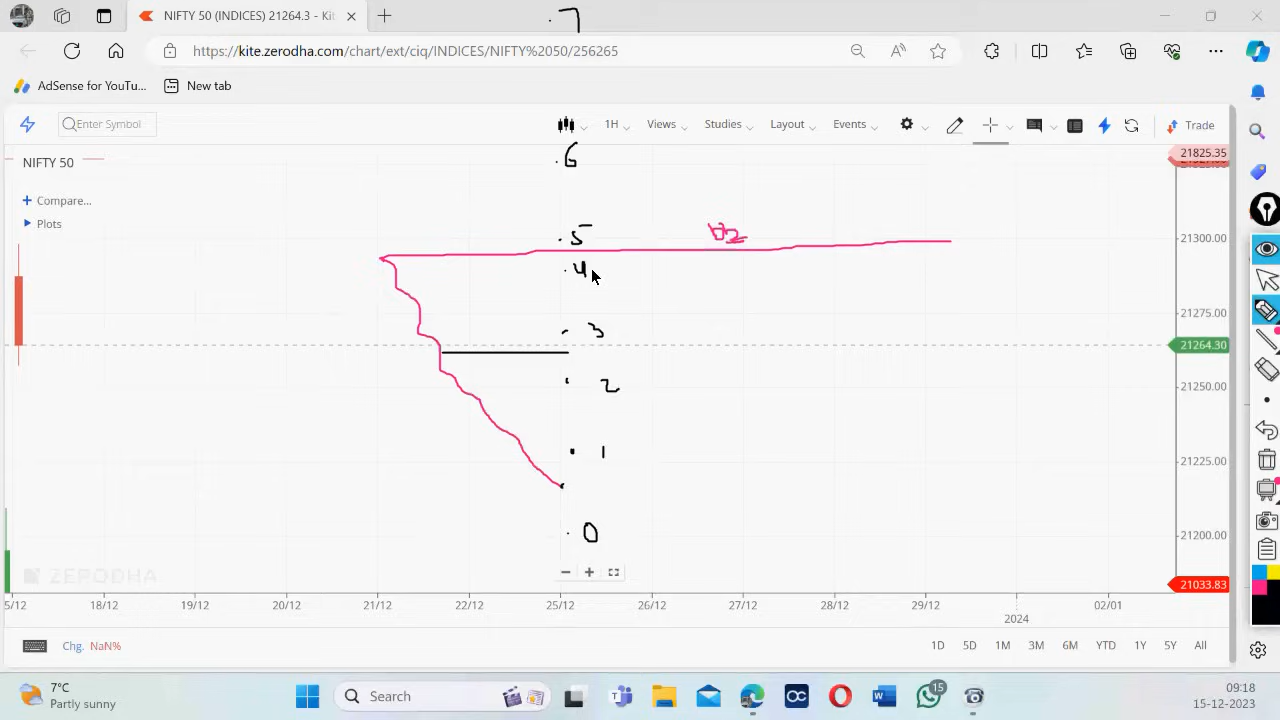 7
NIFTY 50 (INDICES) 21264.3 - Kit
https://kite.zerodha.com/chart/ext/ciq/INDICES/NIFTY%2050/256265
AdSense for YouTu... New tab
Enter Symbol 1H Views Studies Layout Events Trade
NIFTY 50
21825.35
6
Compare...
Plots
5
21300.00
4
21275.00
3
21264.30
2
21250.00
1
21225.00
0
21200.00
ZERODHA
21033.83
5/12 18/12 19/12 20/12 21/12 22/12 25/12 26/12 27/12 28/12 29/12 02/01
2024
Chg. NaN% 1D 5D 1M 3M 6M YTD 1Y 5Y All
7°C
Partly sunny
Search
OC
15
09:18
15-12-2023